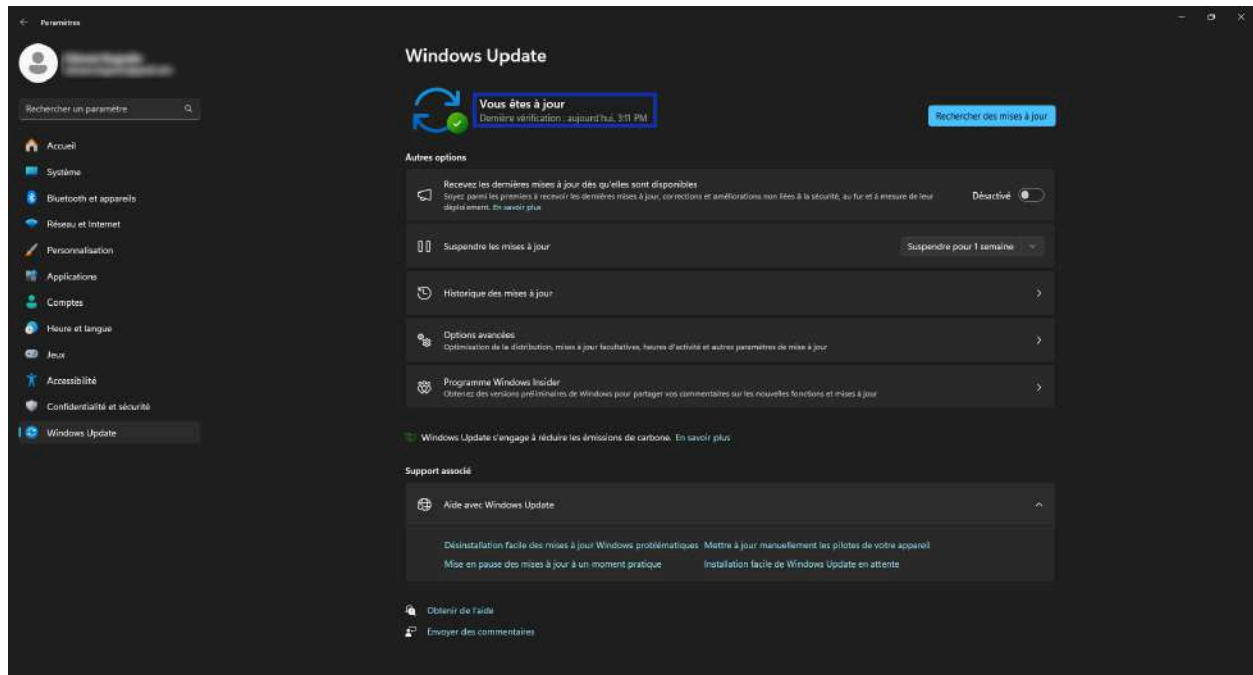 Paramètres
Rechercher un paramètre
Accueil
Système
Bluetooth et appareils
Réseau et Internet
Personnalisation
Applications
Comptes
Heure et langue
Jeux
Accessibilité
Confidentialité et sécurité
Windows Update
Windows Update
Vous êtes à jour
Dernière vérification : aujourd'hui, 3:11 PM
Rechercher des mises à jour
Autres options
Recevez les dernières mises à jour dès qu'elles sont disponibles
Soyez parmi les premiers à recevoir les dernières mises à jour, corrections et améliorations non liées à la sécurité, au fur et à mesure de leur
déploiement. En savoir plus
Désactivé
Suspendre les mises à jour
Suspendre pour 1 semaine
Historique des mises à jour
Options avancées
Optimisation de la distribution, mises à jour facultatives, heures d'activité et autres paramètres de mise à jour
Programme Windows Insider
Obtenez des versions préliminaires de Windows pour partager vos commentaires sur les nouvelles fonctions et mises à jour
Windows Update s'engage à réduire les émissions de carbone. En savoir plus
Support associé
Aide avec Windows Update
Désinstallation facile des mises à jour Windows problématiques Mettre à jour manuellement les pilotes de votre appareil
Mise en pause des mises à jour à un moment pratique Installation facile de Windows Update en attente
Obtenir de l'aide
Envoyer des commentaires